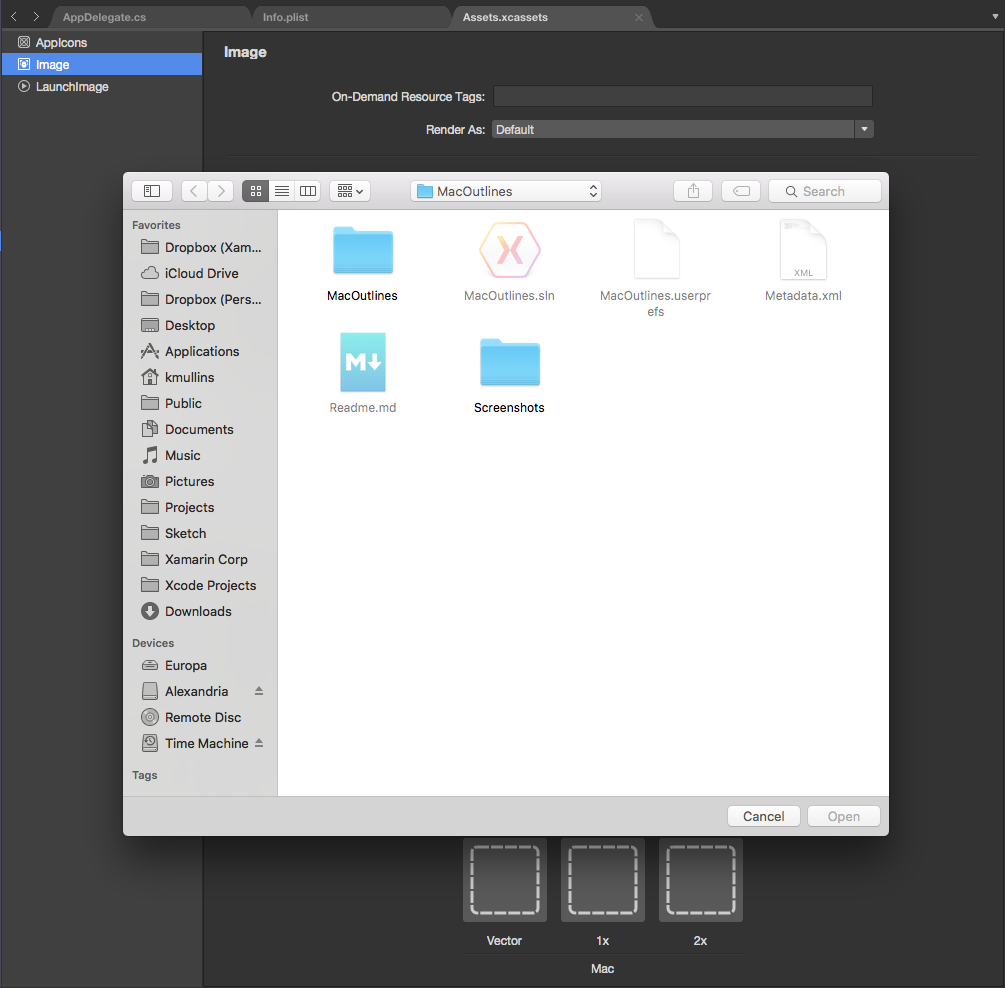 AppDelegate.cs
Info.plist
Assets.xcassets
AppIcons
Image
LaunchImage
Image
On-Demand Resource Tags:
Render As: Default
MacOutlines
Search
Favorites
Dropbox (Xam...
iCloud Drive
Dropbox (Pers...
Desktop
Applications
kmullins
Public
Documents
Music
Pictures
Projects
Sketch
Xamarin Corp
Xcode Projects
Downloads
Devices
Europa
Alexandria
Remote Disc
Time Machine
Tags
MacOutlines
MacOutlines.sln
MacOutlines.userpr
efs
XML
Metadata.xml
M
Readme.md
Screenshots
Cancel
Open
Vector
1x
2x
Mac